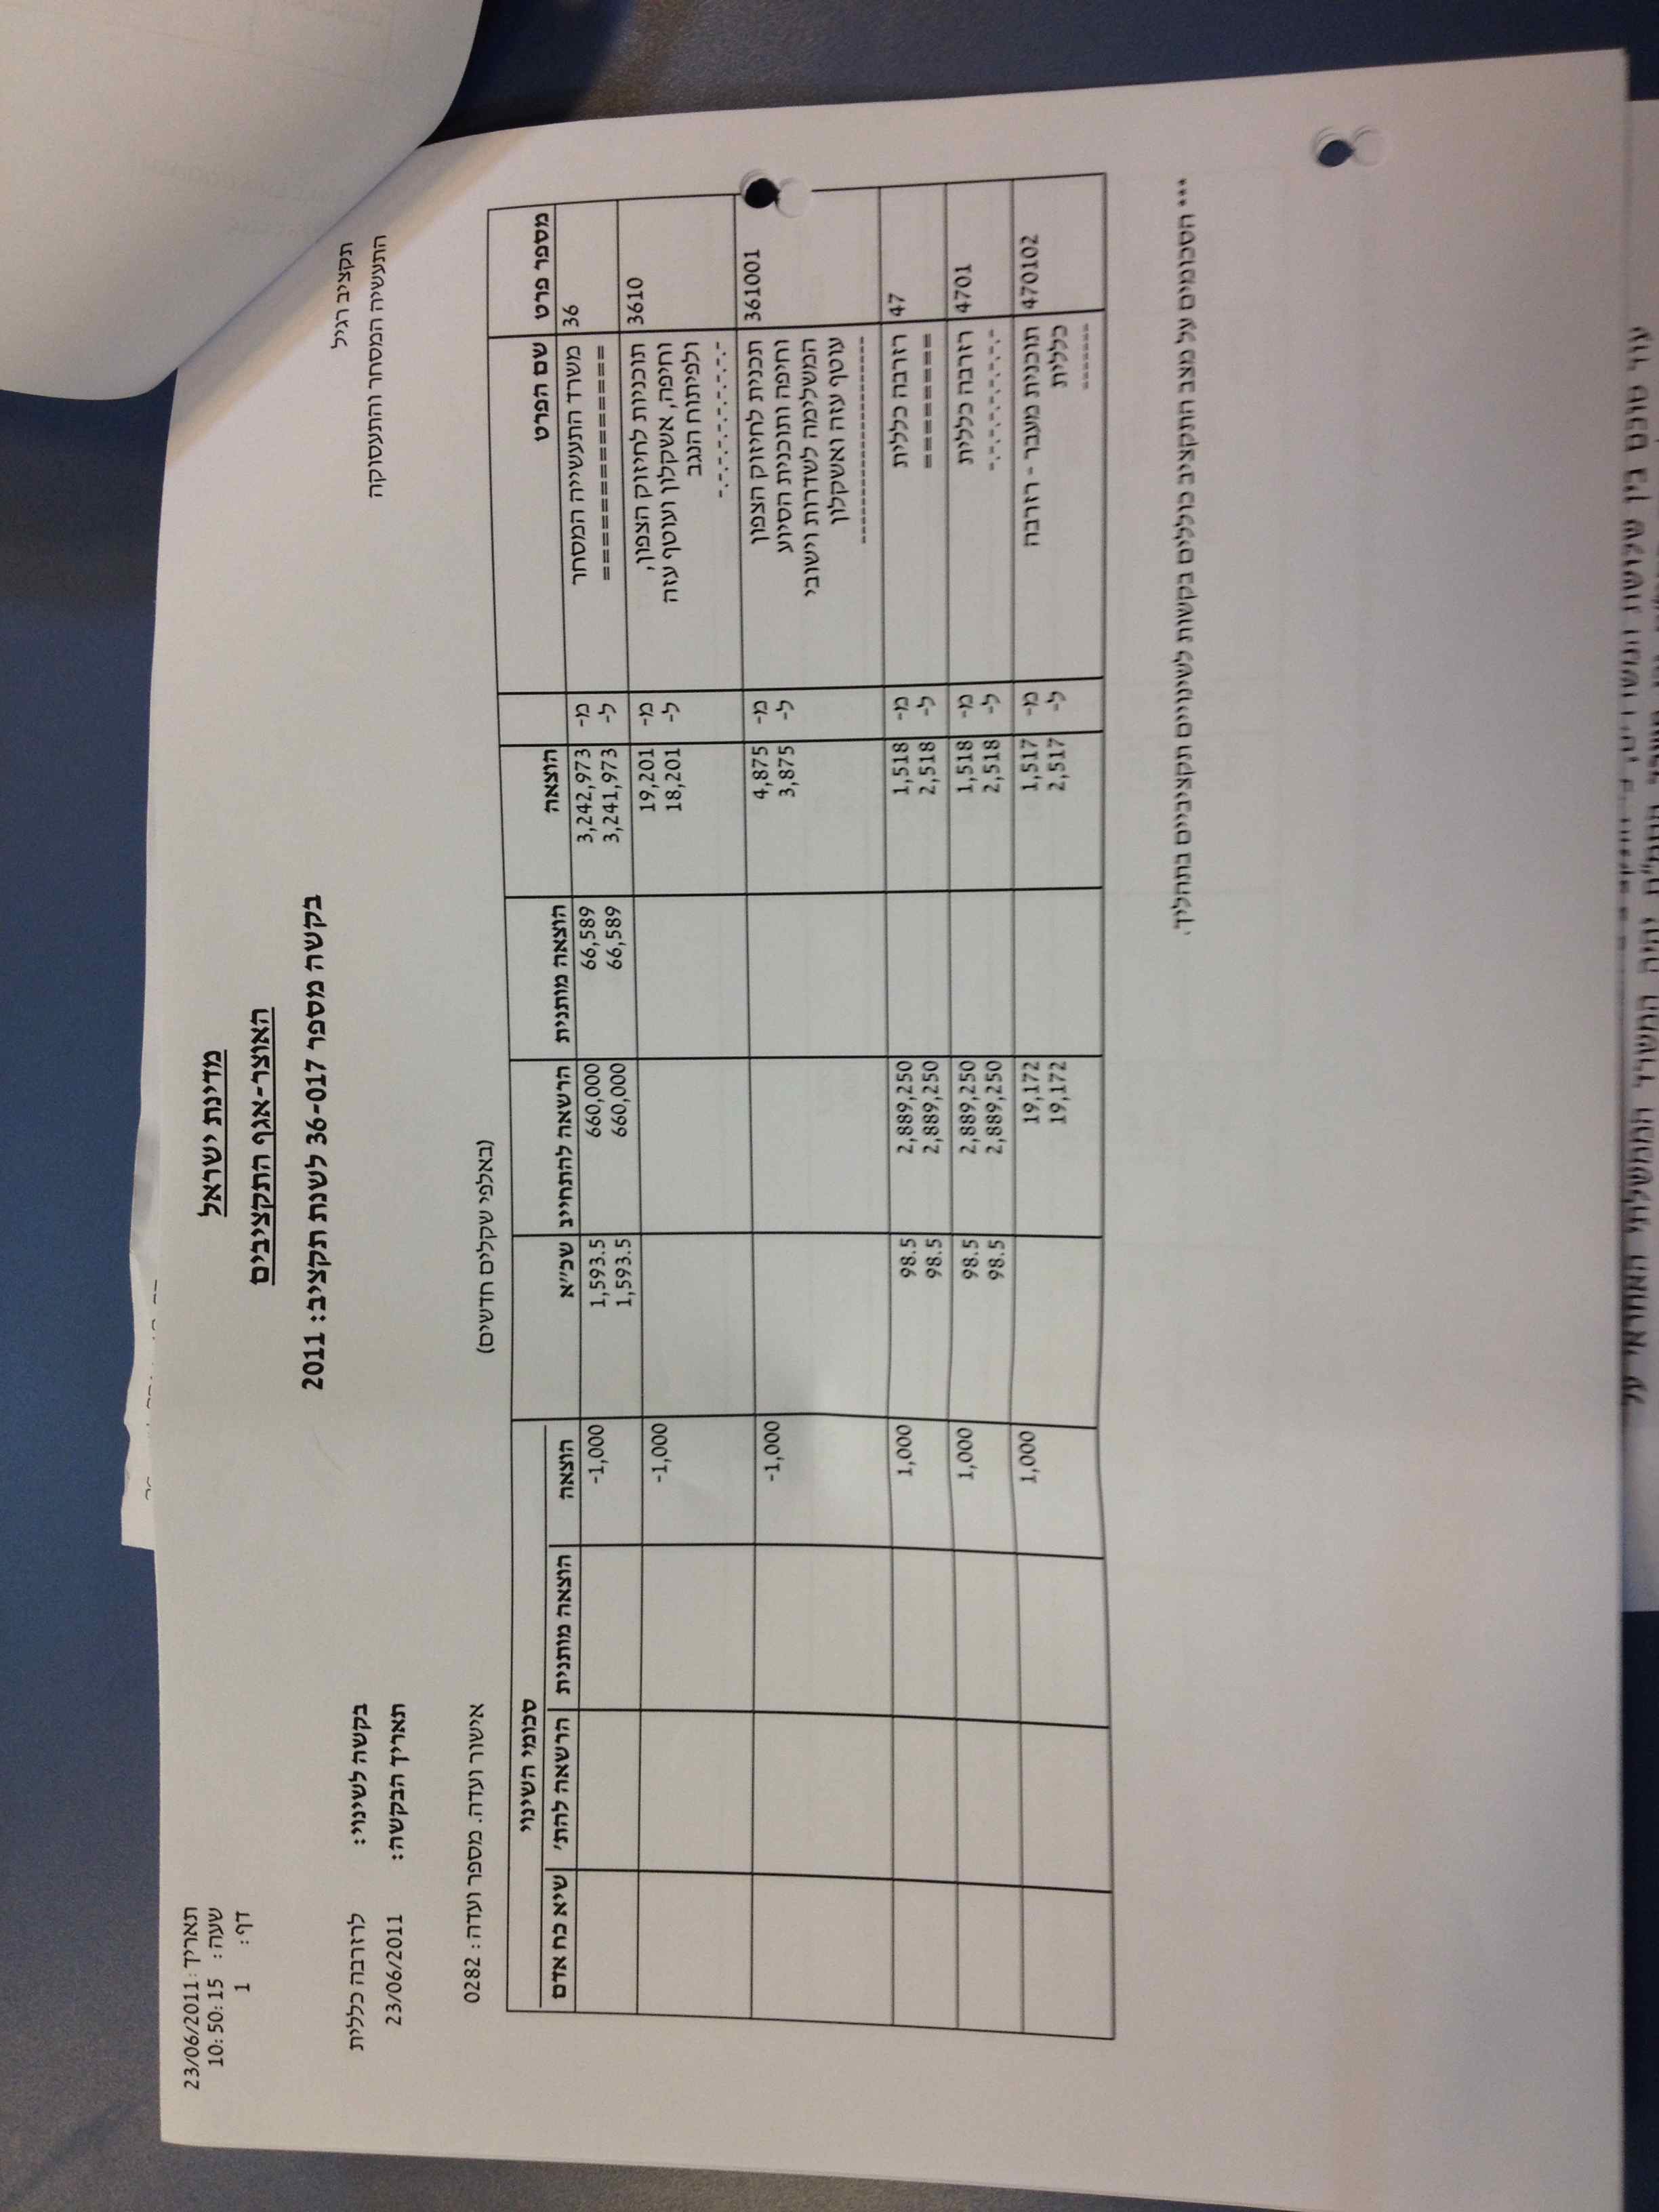 תאריך: 23/06/2011
שעה: 10:50:15
דף: 1
מדינת ישראל
האוצר-אגף התקציבים
בקשה מספר 36-017 לשנת תקציב: 2011
תקציב רגיל
בקשה לשינוי: לרזרבה כללית
התעשיה המסחר והתעסוקה
תאריך הבקשה: 23/06/2011
(באלפי שקלים חדשים)
אישור ועדה. מספר ועדה: 0282
סכומי השינוי
מספר פרט שם הפרט הוצאה הוצאה מותנית הרשאה להתחייב שכ"א הוצאה הוצאה מותנית הרשאה להת' שיא כח אדם
36 משרד התעשייה המסחר מ- 3,242,973 66,589 660,000 1,593.5 -1,000
============= ל- 3,241,973 66,589 660,000 1,593.5
3610 תוכניות לחיזוק הצפון, מ- 19,201 -1,000
וחיפה, אשקלון ועוטף עזה ל- 18,201
ולפיתוח הנגב
-.-.-.-.-.-.-.-
361001 תכנית לחיזוק הצפון מ- 4,875 -1,000
וחיפה ותוכנית הסיוע ל- 3,875
המשלימה לשדרות וישובי
עוטף עזה ואשקלון
--------------------
47 רזרבה כללית מ- 1,518 2,889,250 98.5 1,000
======= ל- 2,518 2,889,250 98.5
4701 רזרבה כללית מ- 1,518 2,889,250 98.5 1,000
-.-.-.-.-.-.-. ל- 2,518 2,889,250 98.5
470102 תוכנית מעבר - רזרבה מ- 1,517 19,172 1,000
כללית ל- 2,517 19,172
------
*** הסכומים על מצב התקציב כוללים בקשות לשינויים תקציביים בתהליך.